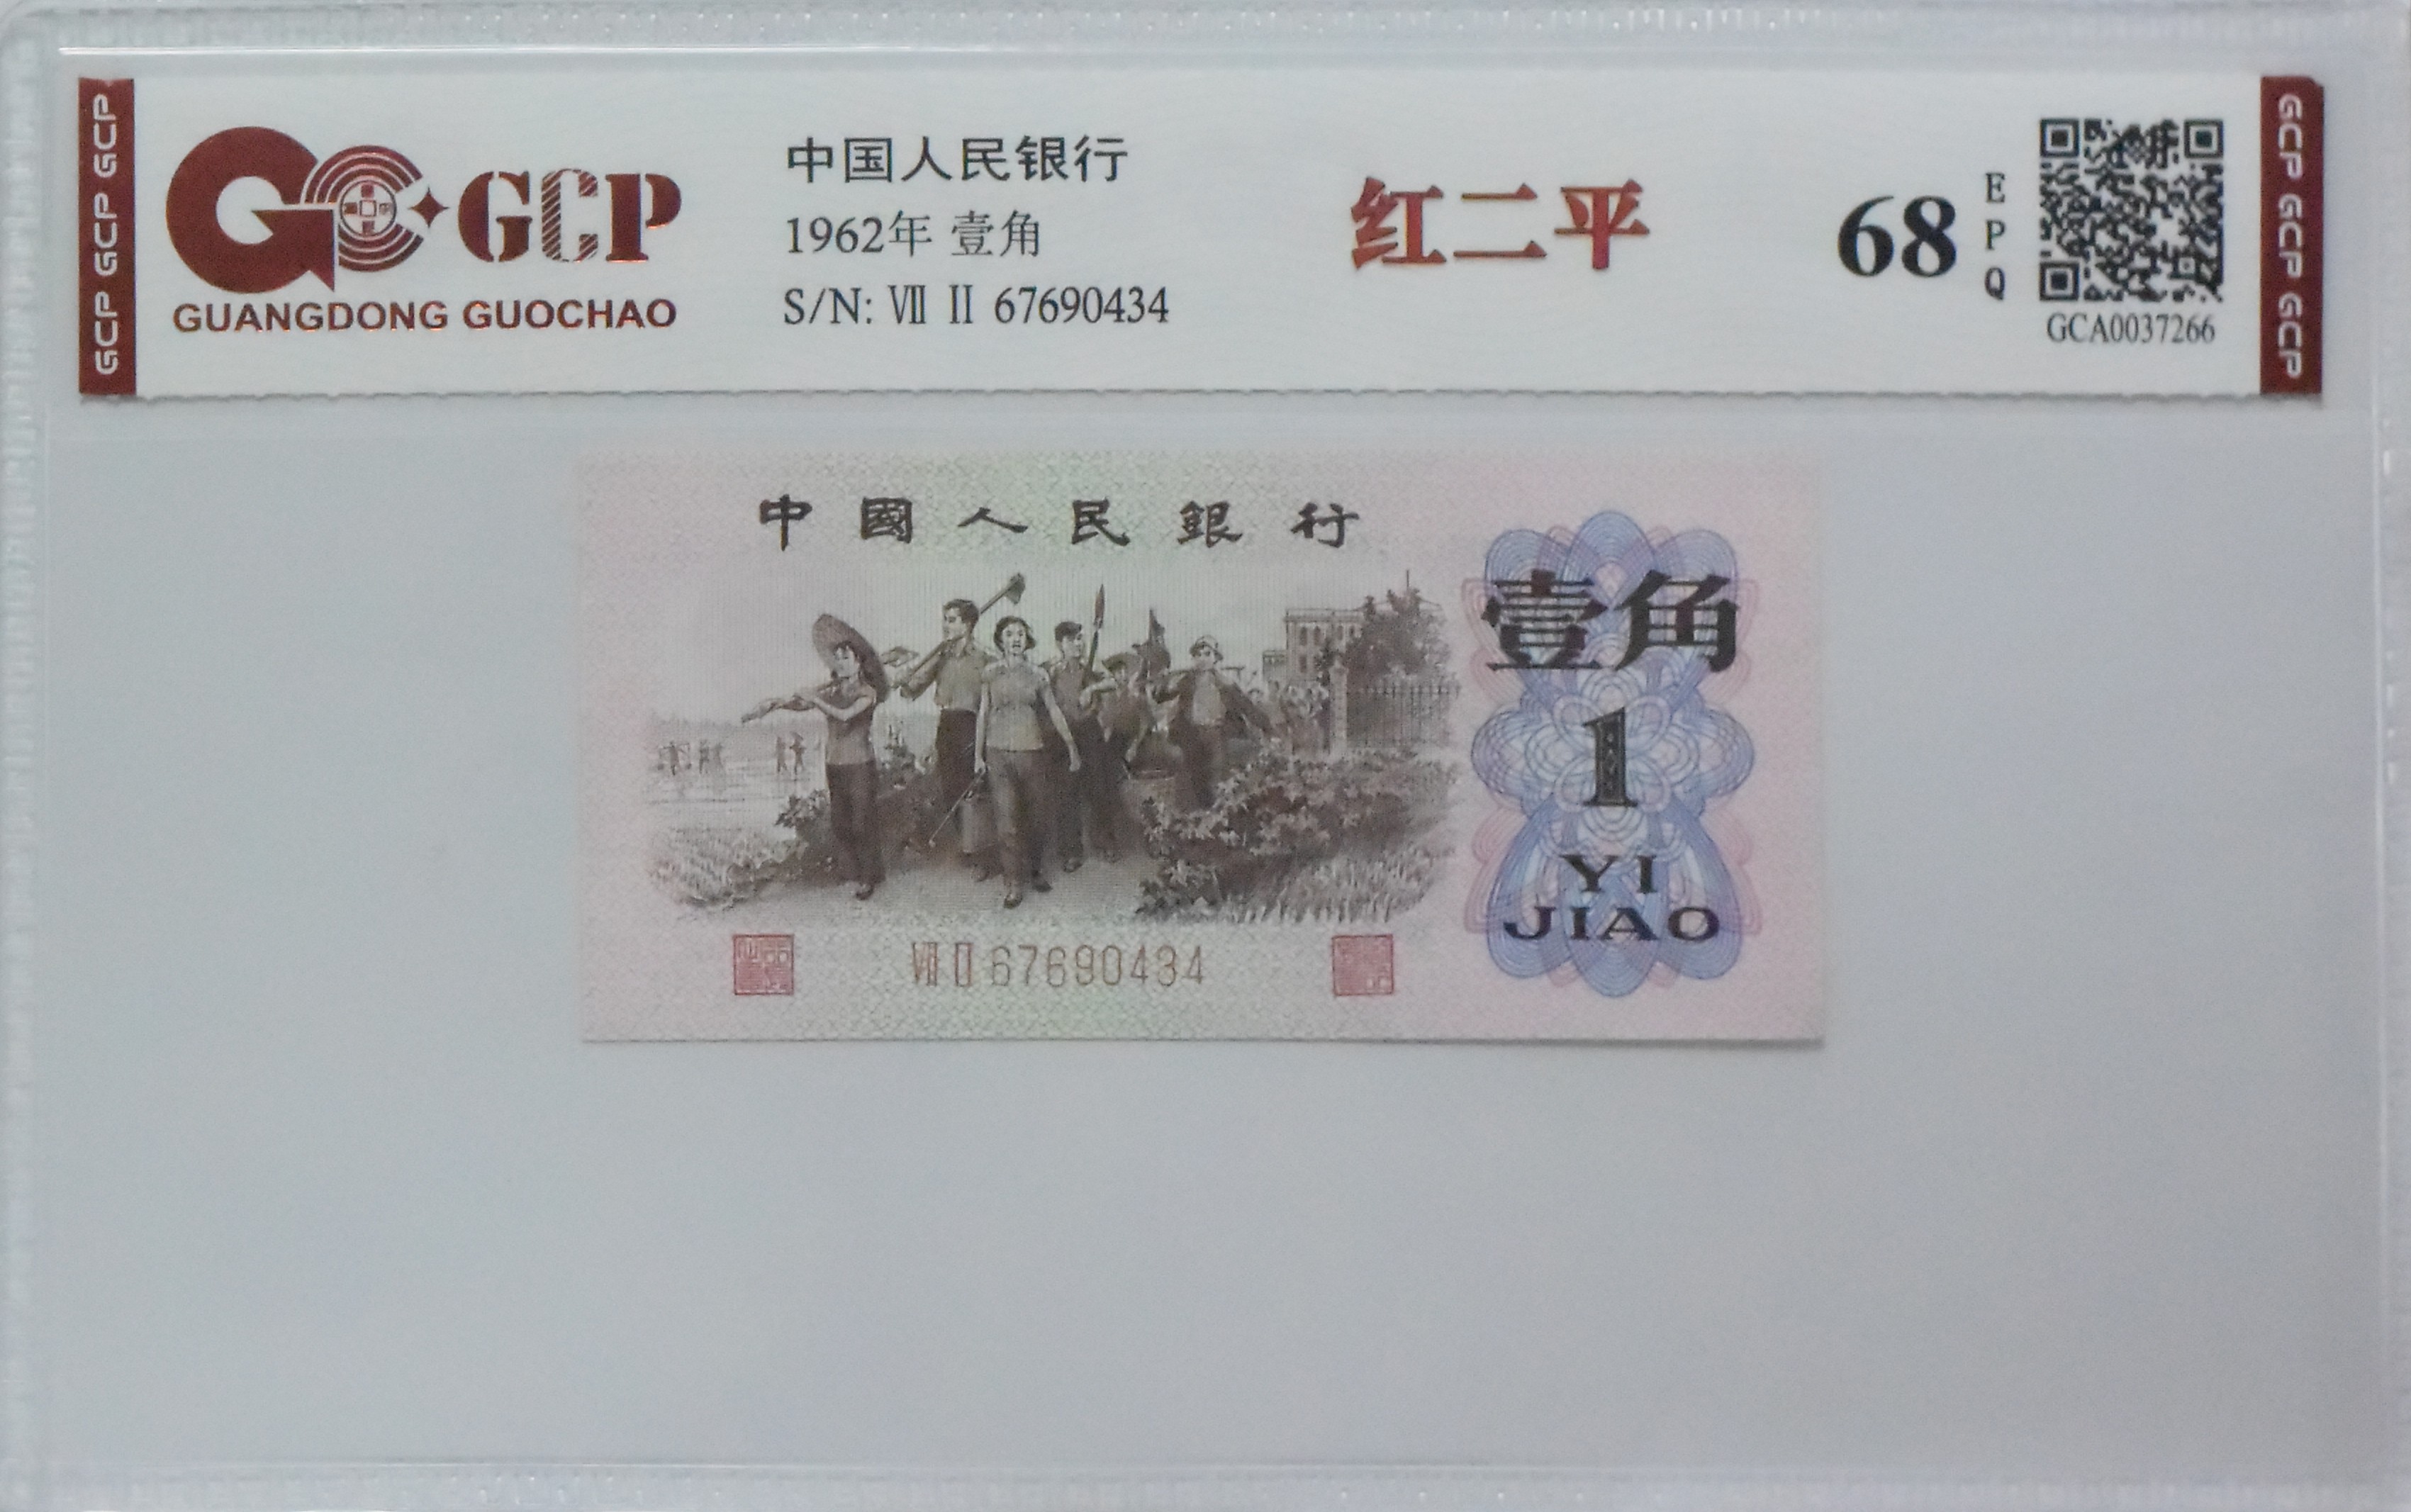 GCP GCP GCP
GCP
GUANGDONG GUOCHAO
中国人民银行
1962年 壹角
S/N: Ⅶ Ⅱ 67690434
红二平
68
E
P
Q
GCA0037266
GCP GCP GCP
中國人民銀行
壹角
1
YI
JIAO
Ⅶ Ⅱ 67690434